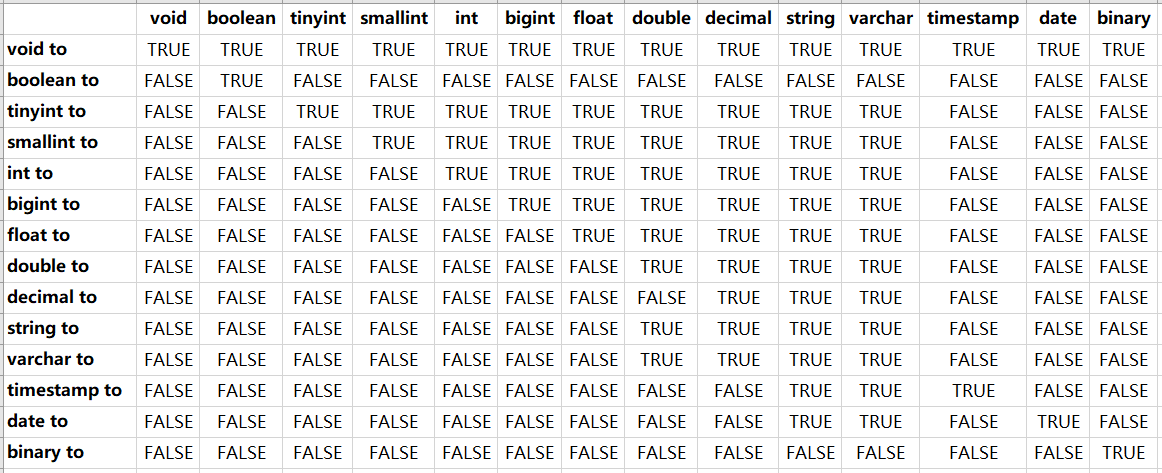 void boolean tinyint smallint int bigint float double decimal string varchar timestamp date binary
void to TRUE TRUE TRUE TRUE TRUE TRUE TRUE TRUE TRUE TRUE TRUE TRUE TRUE TRUE
boolean to FALSE TRUE FALSE FALSE FALSE FALSE FALSE FALSE FALSE FALSE FALSE FALSE FALSE FALSE
tinyint to FALSE FALSE TRUE TRUE TRUE TRUE TRUE TRUE TRUE TRUE TRUE FALSE FALSE FALSE
smallint to FALSE FALSE FALSE TRUE TRUE TRUE TRUE TRUE TRUE TRUE TRUE FALSE FALSE FALSE
int to FALSE FALSE FALSE FALSE TRUE TRUE TRUE TRUE TRUE TRUE TRUE FALSE FALSE FALSE
bigint to FALSE FALSE FALSE FALSE FALSE TRUE TRUE TRUE TRUE TRUE TRUE FALSE FALSE FALSE
float to FALSE FALSE FALSE FALSE FALSE FALSE TRUE TRUE TRUE TRUE TRUE FALSE FALSE FALSE
double to FALSE FALSE FALSE FALSE FALSE FALSE FALSE TRUE TRUE TRUE TRUE FALSE FALSE FALSE
decimal to FALSE FALSE FALSE FALSE FALSE FALSE FALSE FALSE TRUE TRUE TRUE FALSE FALSE FALSE
string to FALSE FALSE FALSE FALSE FALSE FALSE FALSE TRUE TRUE TRUE TRUE FALSE FALSE FALSE
varchar to FALSE FALSE FALSE FALSE FALSE FALSE FALSE TRUE TRUE TRUE TRUE FALSE FALSE FALSE
timestamp to FALSE FALSE FALSE FALSE FALSE FALSE FALSE FALSE FALSE TRUE TRUE TRUE FALSE FALSE
date to FALSE FALSE FALSE FALSE FALSE FALSE FALSE FALSE FALSE TRUE TRUE FALSE TRUE FALSE
binary to FALSE FALSE FALSE FALSE FALSE FALSE FALSE FALSE FALSE FALSE FALSE FALSE FALSE TRUE